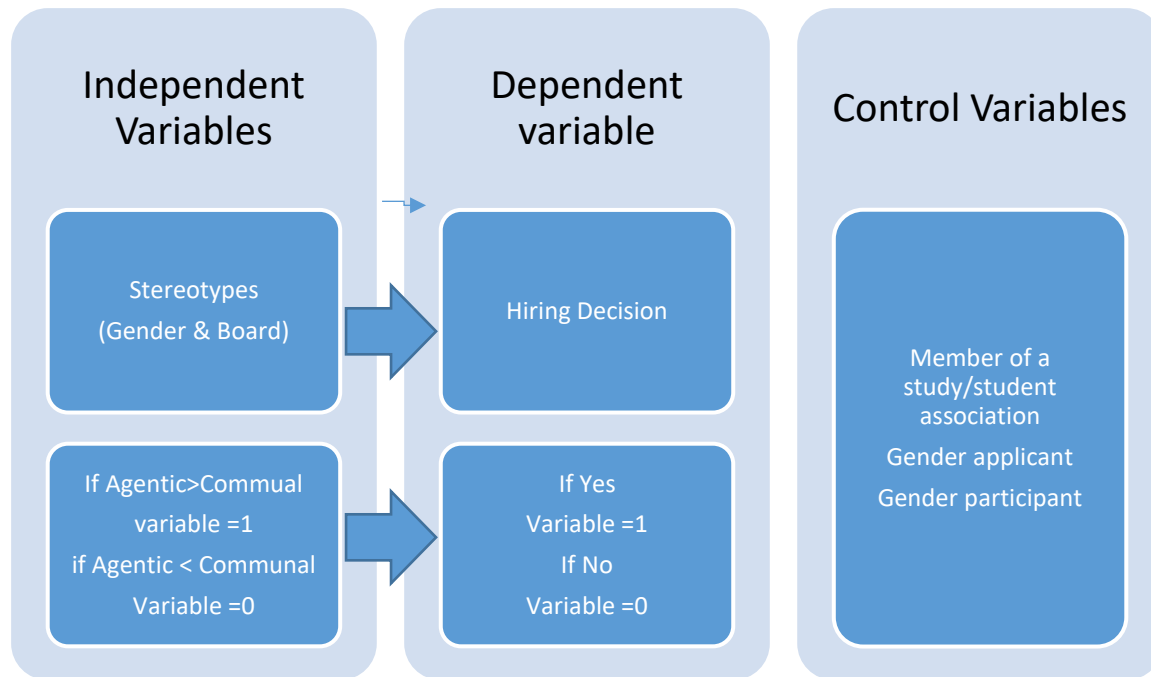 Independent
Variables
Stereotypes
(Gender & Board)
If Agentic>Commual
variable =1
if Agentic < Communal
Variable =0
Dependent
variable
Hiring Decision
If Yes
Variable =1
If No
Variable =0
Control Variables
Member of a
study/student
association
Gender applicant
Gender participant